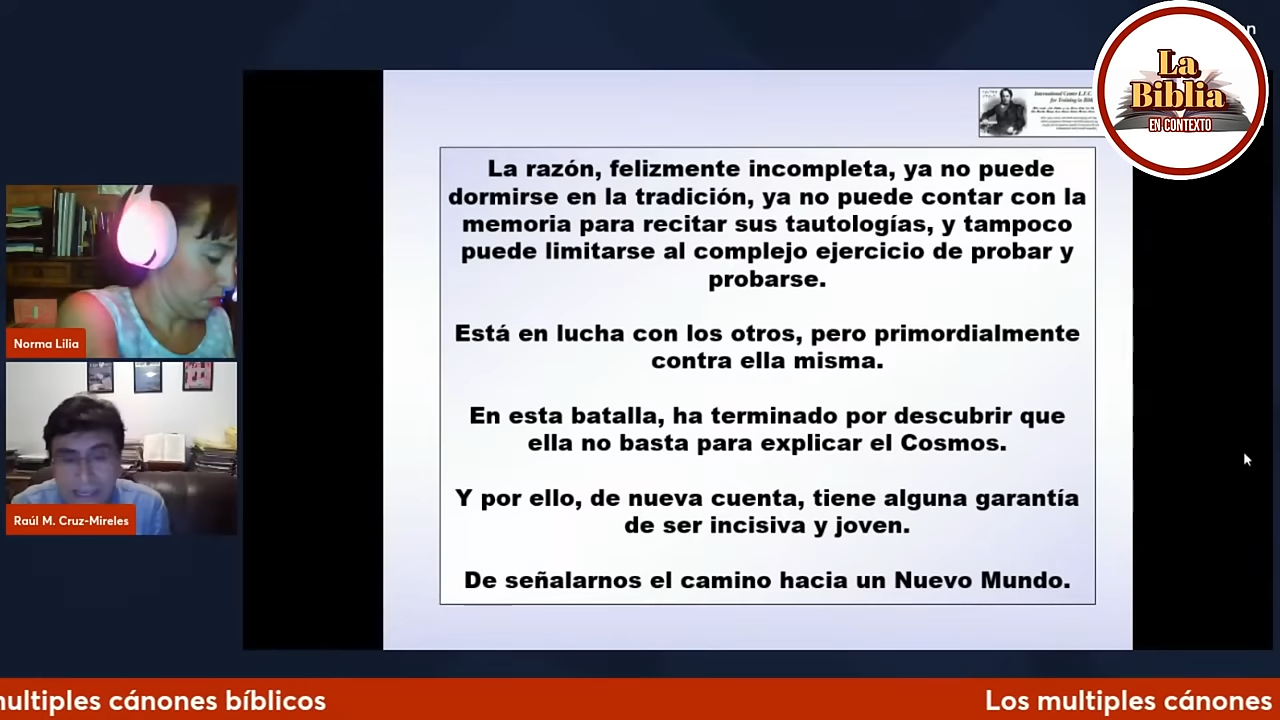 on
La
Biblia
EN CONTEXTO
La razón, felizmente incompleta, ya no puede
dormirse en la tradición, ya no puede contar con la
memoria para recitar sus tautologías, y tampoco
puede limitarse al complejo ejercicio de probar y
probarse.
Está en lucha con los otros, pero primordialmente
contra ella misma.
En esta batalla, ha terminado por descubrir que
ella no basta para explicar el Cosmos.
Y por ello, de nueva cuenta, tiene alguna garantía
de ser incisiva y joven.
De señalarnos el camino hacia un Nuevo Mundo.
Norma Lilia
Raúl M. Cruz-Mireles
multiples cánones bíblicos
Los multiples cánones